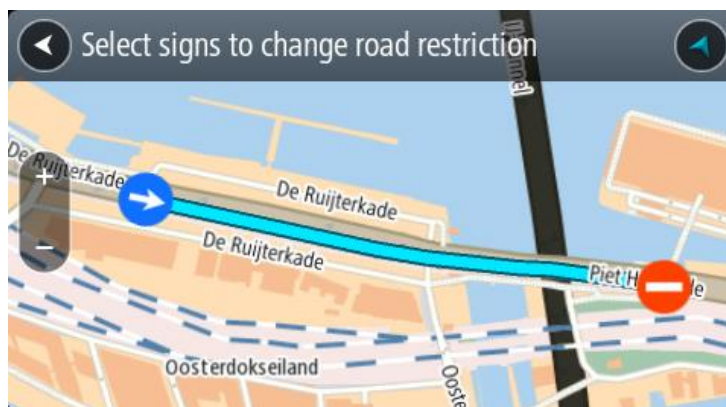 Select signs to change road restriction
De Ruijterkade
De Ruijterkade
De Ruijterkade
+
−
Oosterdokseiland